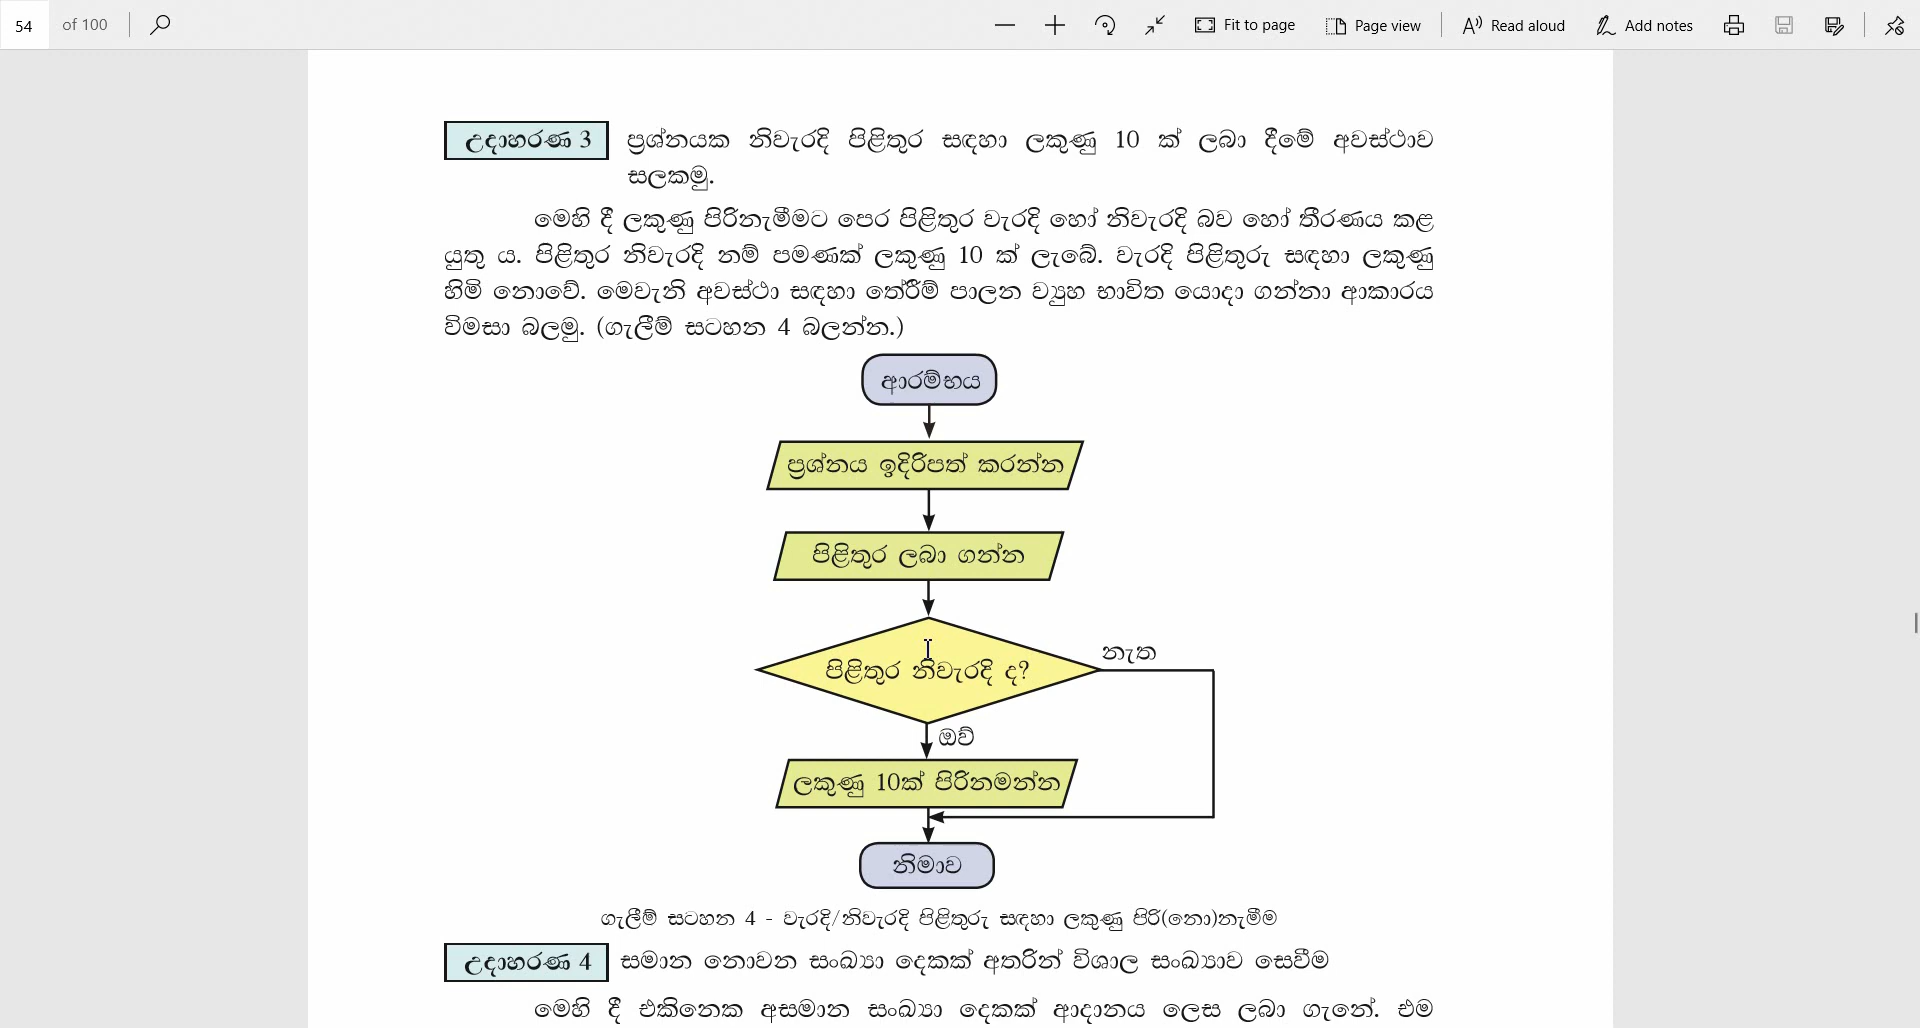 54 of 100 Fit to page Page view Read aloud Add notes
උදාහරණ 3 ප්‍රශ්නයක නිවැරදි පිළිතුර සඳහා ලකුණු 10 ක් ලබා දීමේ අවස්ථාව
සලකමු.
මෙහි දී ලකුණු පිරිනැමීමට පෙර පිළිතුර වැරදි හෝ නිවැරදි බව හෝ තීරණය කළ
යුතු ය. පිළිතුර නිවැරදි නම් පමණක් ලකුණු 10 ක් ලැබේ. වැරදි පිළිතුරු සඳහා ලකුණු
හිමි නොවේ. මෙවැනි අවස්ථා සඳහා තේරීම් පාලන ව්‍යුහ භාවිත යොදා ගන්නා ආකාරය
විමසා බලමු. (ගැලීම් සටහන 4 බලන්න.)
ආරම්භය
ප්‍රශ්නය ඉදිරිපත් කරන්න
පිළිතුර ලබා ගන්න
පිළිතුර නිවැරදි ද?
නැත
ඔව්
ලකුණු 10ක් පිරිනමන්න
නිමාව
ගැලීම් සටහන 4 - වැරදි/නිවැරදි පිළිතුරු සඳහා ලකුණු පිරි(නො)නැමීම
උදාහරණ 4 සමාන නොවන සංඛ්‍යා දෙකක් අතරින් විශාල සංඛ්‍යාව සෙවීම
මෙහි දී එකිනෙක අසමාන සංඛ්‍යා දෙකක් ආදානය ලෙස ලබා ගැනේ. එම